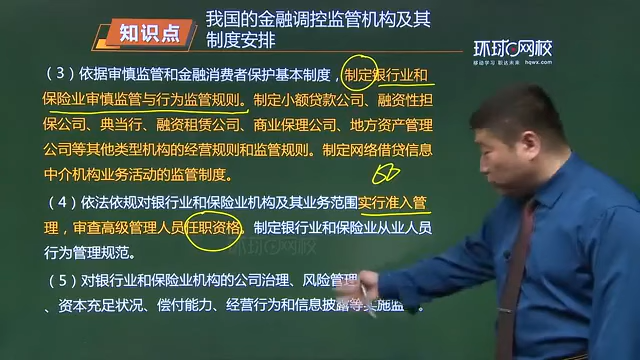 知识点
我国的金融调控监管机构及其
制度安排
环球网校
移动学习 职达未来 hqwx.com
（3）依据审慎监管和金融消费者保护基本制度，制定银行业和
保险业审慎监管与行为监管规则。制定小额贷款公司、融资性担
保公司、典当行、融资租赁公司、商业保理公司、地方资产管理
公司等其他类型机构的经营规则和监管规则。制定网络借贷信息
中介机构业务活动的监管制度。
（4）依法依规对银行业和保险业机构及其业务范围实行准入管
理，审查高级管理人员任职资格。制定银行业和保险业从业人员
行为管理规范。
环球网校
（5）对银行业和保险业机构的公司治理、风险管理
、资本充足状况、偿付能力、经营行为和信息披露等实施监 。